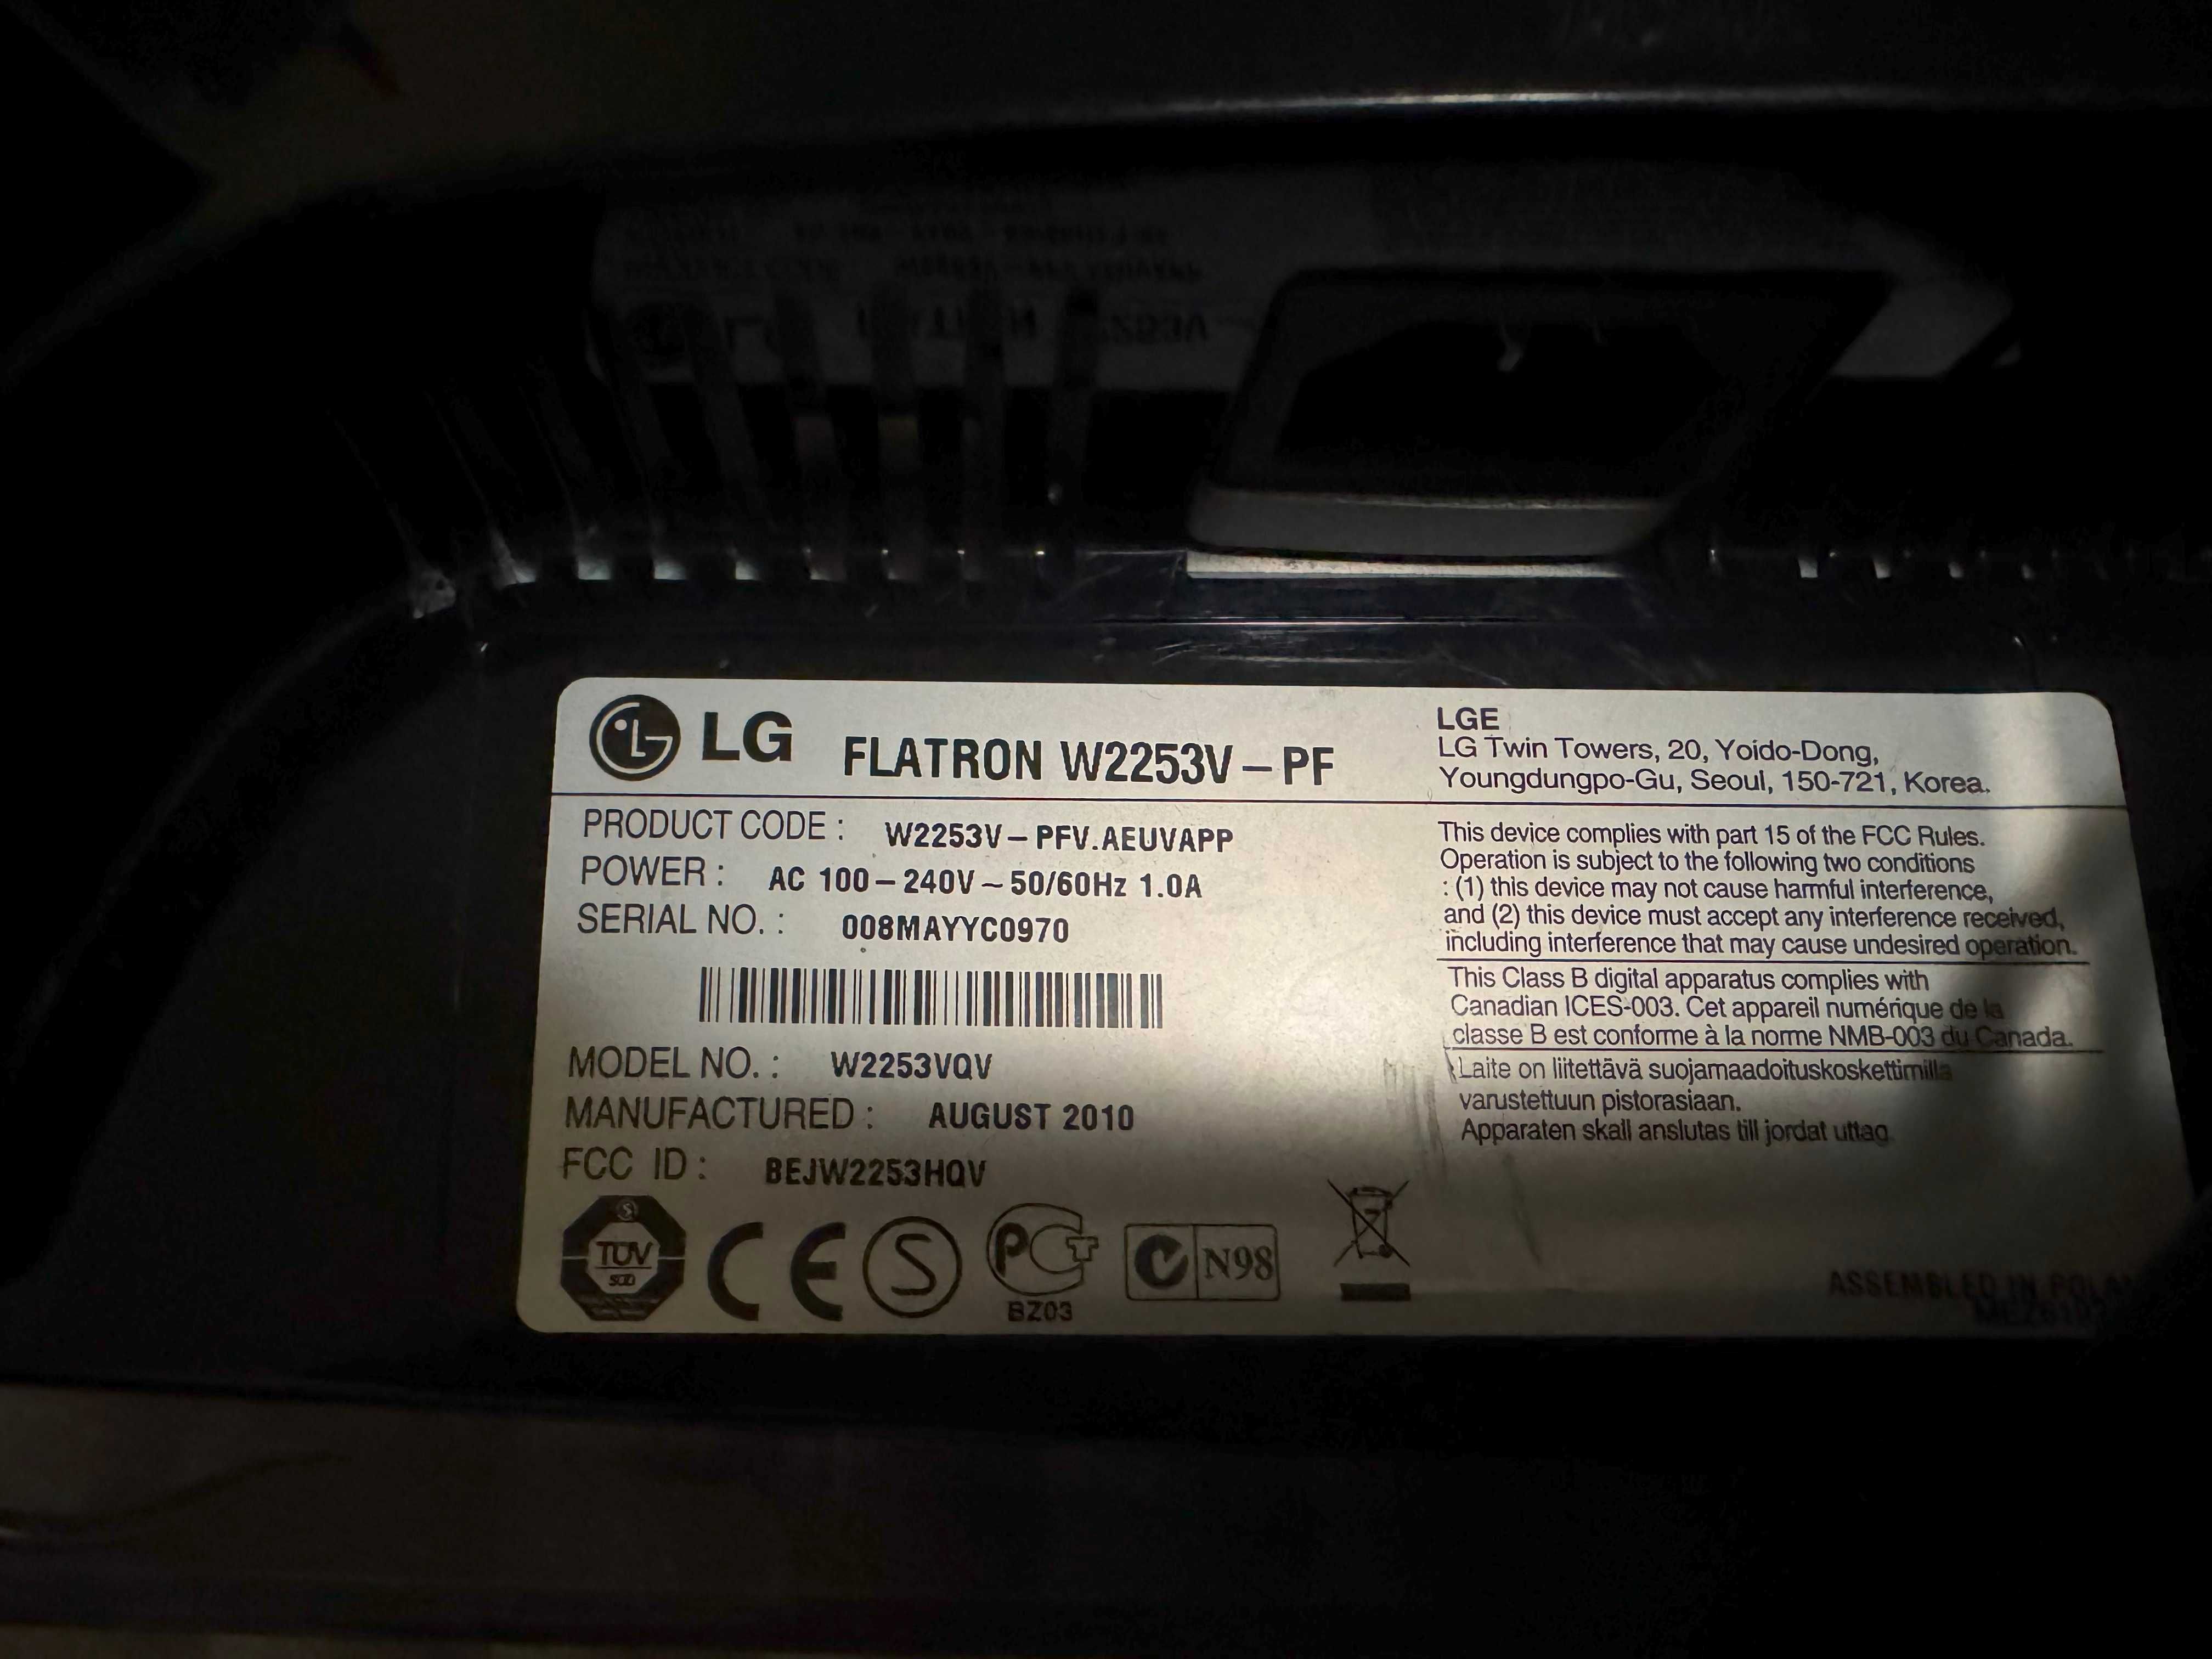 LG FLATRON W2253V-PF
PRODUCT CODE : W2253V-PFV.AEUVAPP
POWER : AC 100-240V~50/60Hz 1.0A
SERIAL NO. : 008MAYYC0970
MODEL NO. : W2253VQV
MANUFACTURED : AUGUST 2010
FCC ID : BEJW2253HQV
S
TUV
SUD
CE
S
PCT
BZ03
N98
LGE
LG Twin Towers, 20, Yoido-Dong,
Youngdungpo-Gu, Seoul, 150-721, Korea.
This device complies with part 15 of the FCC Rules.
Operation is subject to the following two conditions
: (1) this device may not cause harmful interference,
and (2) this device must accept any interference received,
including interference that may cause undesired operation.
This Class B digital apparatus complies with
Canadian ICES-003. Cet appareil numérique de la
classe B est conforme à la norme NMB-003 du Canada.
Laite on liitettävä suojamaadoituskoskettimilla
varustettuun pistorasiaan.
Apparaten skall anslutas till jordat uttag
ASSEMBLED IN